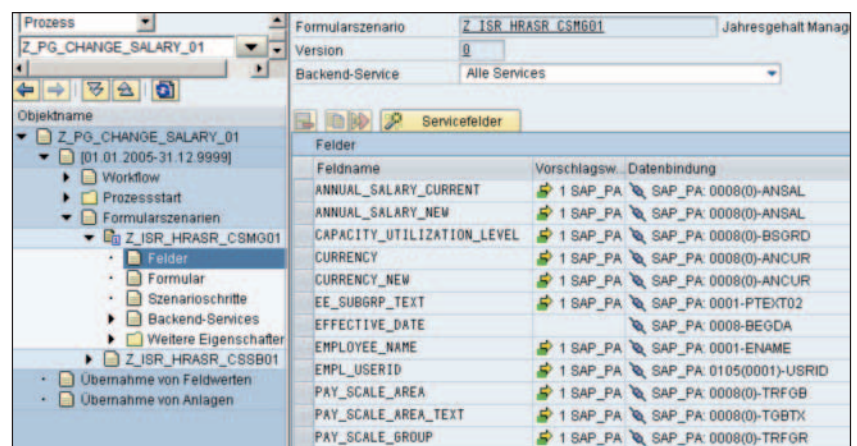 Prozess
Z_PG_CHANGE_SALARY_01
Objektname
Z_PG_CHANGE_SALARY_01
[01.01.2005-31.12.9999]
Workflow
Prozessstart
Formularszenarien
Z_ISR_HRASR_CSMG01
Felder
Formular
Szenarioschritte
Backend-Services
Weitere Eigenschafter
Z_ISR_HRASR_CSSB01
Übernahme von Feldwerten
Übernahme von Anlagen
Formularszenario Z_ISR_HRASR_CSMG01 Jahresgehalt Manag
Version 0
Backend-Service Alle Services
Servicefelder
Felder
Feldname Vorschlagsw... Datenbindung
ANNUAL_SALARY_CURRENT 1 SAP_PA SAP_PA: 0008(0)-ANSAL
ANNUAL_SALARY_NEW 1 SAP_PA SAP_PA: 0008(0)-ANSAL
CAPACITY_UTILIZATION_LEVEL 1 SAP_PA SAP_PA: 0008(0)-BSGRD
CURRENCY 1 SAP_PA SAP_PA: 0008(0)-ANCUR
CURRENCY_NEW 1 SAP_PA SAP_PA: 0008(0)-ANCUR
EE_SUBGRP_TEXT 1 SAP_PA SAP_PA: 0001-PTEXT02
EFFECTIVE_DATE SAP_PA: 0008-BEGDA
EMPLOYEE_NAME 1 SAP_PA SAP_PA: 0001-ENAME
EMPL_USERID 1 SAP_PA SAP_PA: 0105(0001)-USRID
PAY_SCALE_AREA 1 SAP_PA SAP_PA: 0008(0)-TRFGB
PAY_SCALE_AREA_TEXT 1 SAP_PA SAP_PA: 0008(0)-TGBTX
PAY_SCALE_GROUP 1 SAP_PA SAP_PA: 0008(0)-TRFGR